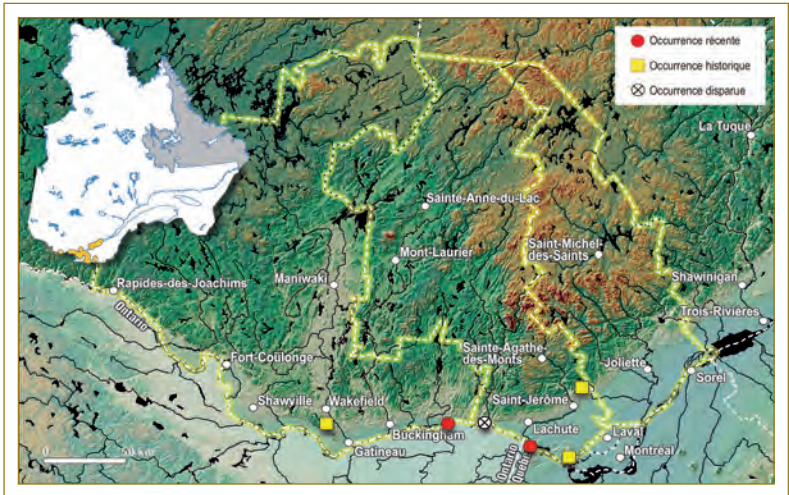 Occurrence récente
Occurrence historique
Occurrence disparue
La Tuque
Sainte-Anne-du-Lac
Saint-Michel-
des-Saints
Mont-Laurier
Maniwaki
Rapides-des-Joachims
Shawinigan
Ontario
Trois-Rivières
Sainte-Agathe-
des-Monts
Fort-Coulonge
Joliette
Sorel
Shawville
Wakefield
Saint-Jérôme
Buckingham
Lachute
Laval
Gatineau
Montréal
Ontario
0
50 km